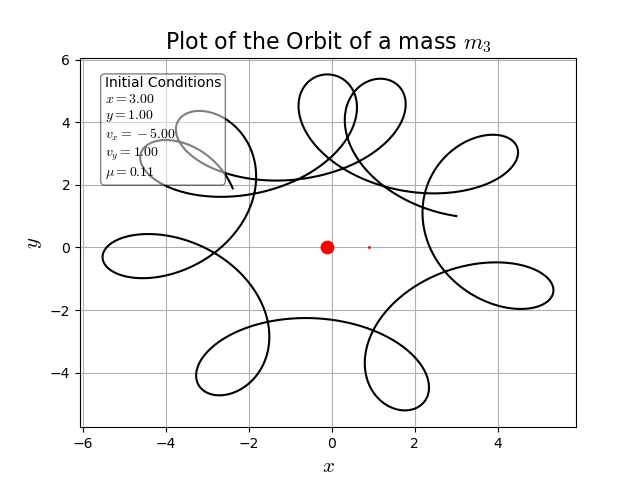 Plot of the Orbit of a mass m₃
Initial Conditions
x = 3.00
y = 1.00
vₓ = −5.00
v_y = 1.00
μ = 0.11
6
4
2
0
−2
−4
y
−6 −4 −2 0 2 4
x